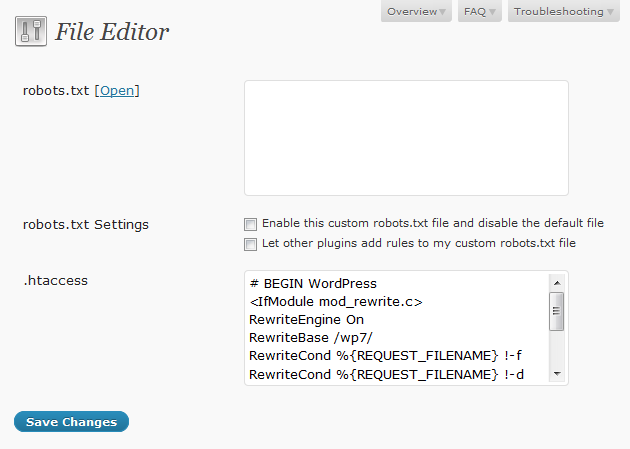 Overview FAQ Troubleshooting
File Editor
robots.txt [Open]
robots.txt Settings
Enable this custom robots.txt file and disable the default file
Let other plugins add rules to my custom robots.txt file
.htaccess
# BEGIN WordPress
<IfModule mod_rewrite.c>
RewriteEngine On
RewriteBase /wp7/
RewriteCond %{REQUEST_FILENAME} !-f
RewriteCond %{REQUEST_FILENAME} !-d
Save Changes